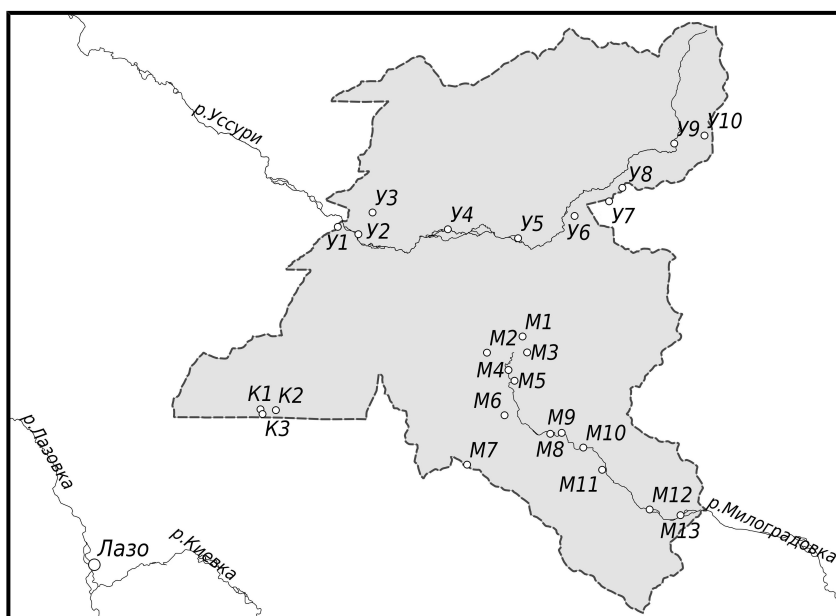 р.Уссури
У9
У10
У8
У3
У4
У7
У1
У2
У5
У6
М1
М2
М3
М4
М5
К1
К2
К3
М6
М9
М8
М10
М7
М11
М12
М13
р.Милоградовка
р.Лазовка
Лазо
р.Киевка